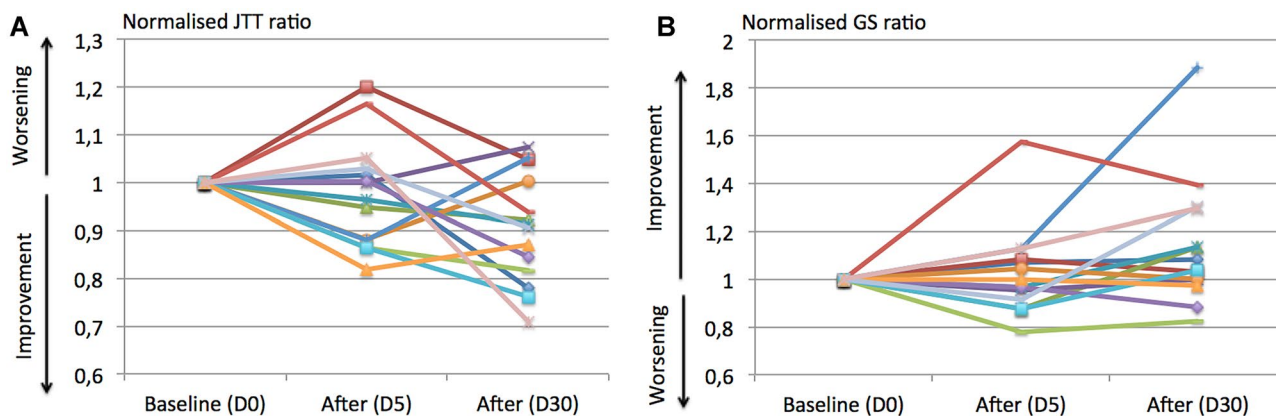 A
Normalised JTT ratio
Worsening
Improvement
1,3
1,2
1,1
1
0,9
0,8
0,7
0,6
Baseline (D0) After (D5) After (D30)
B
Normalised GS ratio
Improvement
Worsening
2
1,8
1,6
1,4
1,2
1
0,8
0,6
Baseline (D0) After (D5) After (D30)